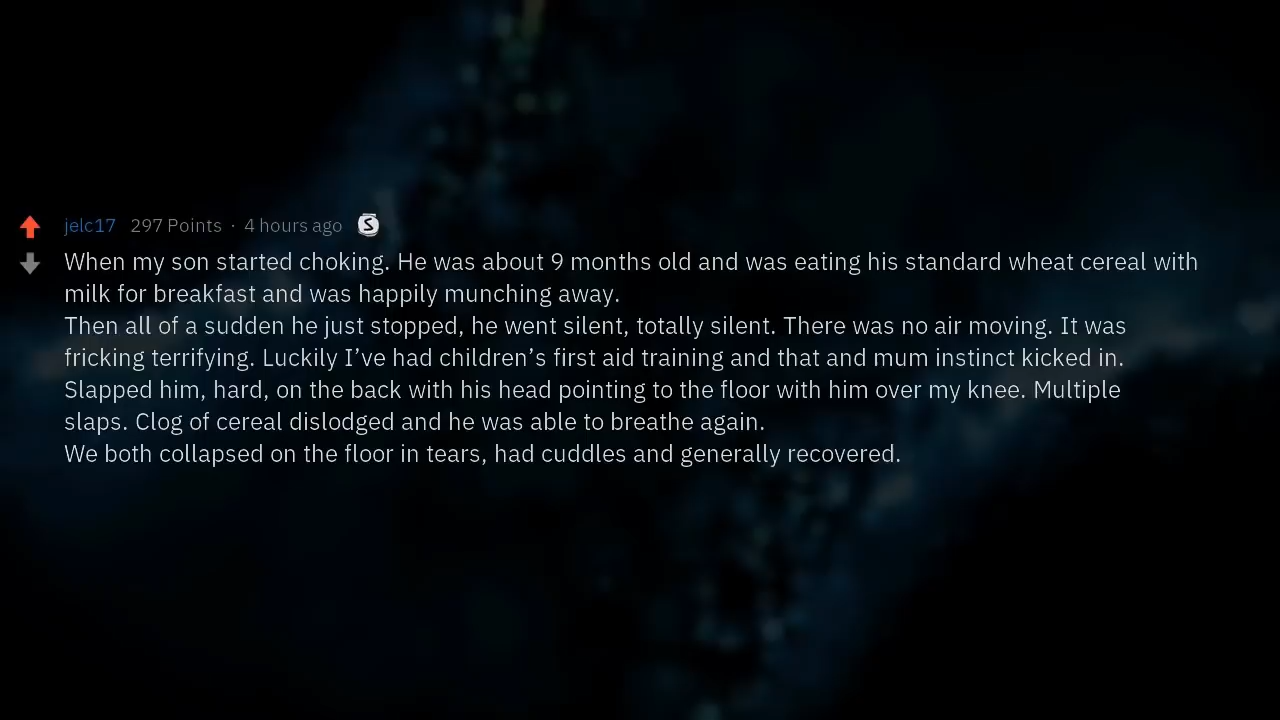 jelc17 297 Points · 4 hours ago S
When my son started choking. He was about 9 months old and was eating his standard wheat cereal with
milk for breakfast and was happily munching away.
Then all of a sudden he just stopped, he went silent, totally silent. There was no air moving. It was
fricking terrifying. Luckily I’ve had children’s first aid training and that and mum instinct kicked in.
Slapped him, hard, on the back with his head pointing to the floor with him over my knee. Multiple
slaps. Clog of cereal dislodged and he was able to breathe again.
We both collapsed on the floor in tears, had cuddles and generally recovered.